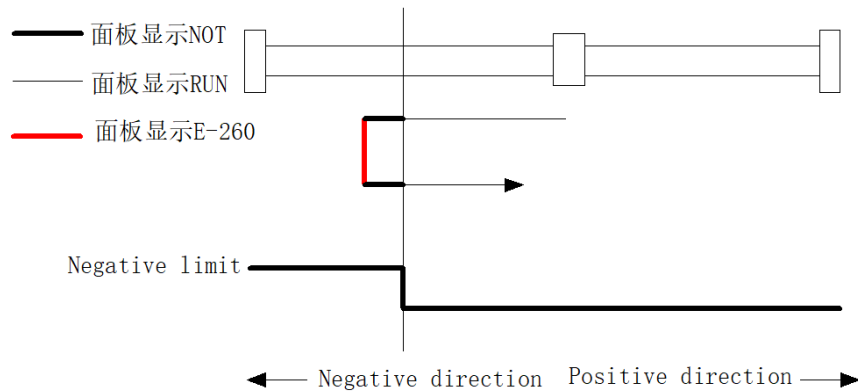 面板显示NOT
面板显示RUN
面板显示E-260
Negative limit
Negative direction Positive direction